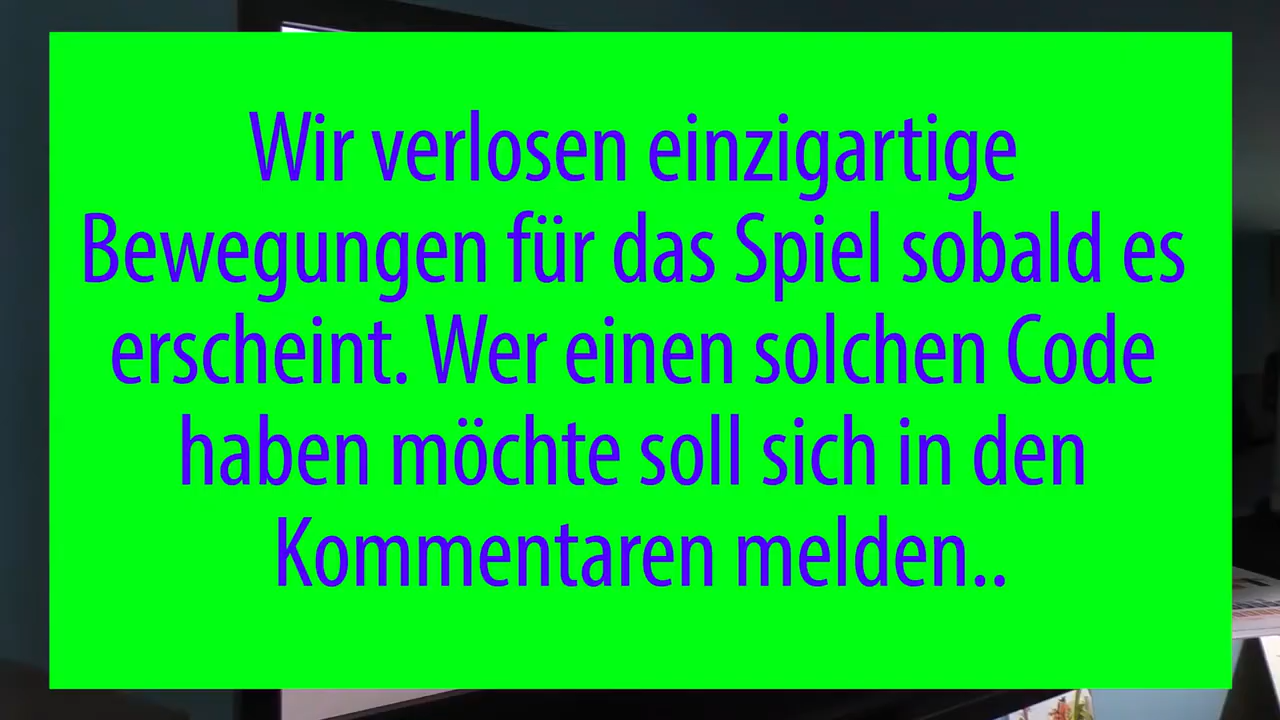 Wir verlosen einzigartige
Bewegungen für das Spiel sobald es
erscheint. Wer einen solchen Code
haben möchte soll sich in den
Kommentaren melden..